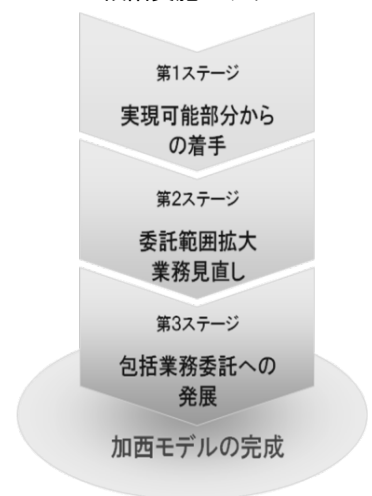 第1ステージ
実現可能部分から
の着手
第2ステージ
委託範囲拡大
業務見直し
第3ステージ
包括業務委託への
発展
加西モデルの完成